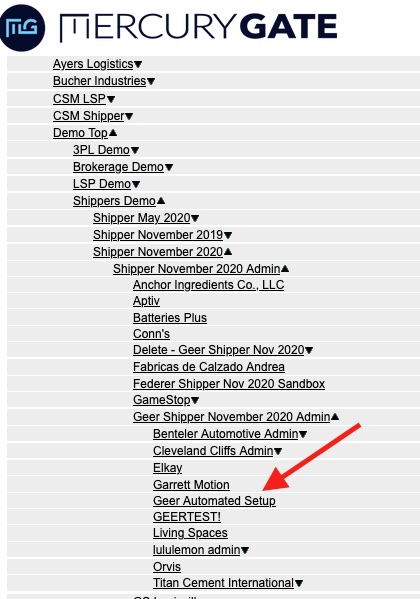 MG MERCURYGATE
Ayers Logistics▼
Bucher Industries▼
CSM LSP▼
CSM Shipper▼
Demo Top▲
3PL Demo▼
Brokerage Demo▼
LSP Demo▼
Shippers Demo▲
Shipper May 2020▼
Shipper November 2019▼
Shipper November 2020▲
Shipper November 2020 Admin▲
Anchor Ingredients Co., LLC
Aptiv
Batteries Plus
Conn's
Delete - Geer Shipper Nov 2020▼
Fabricas de Calzado Andrea
Federer Shipper Nov 2020 Sandbox
GameStop▼
Geer Shipper November 2020 Admin▲
Benteler Automotive Admin▼
Cleveland Cliffs Admin▼
Elkay
Garrett Motion
Geer Automated Setup
GEERTEST!
Living Spaces
lululemon admin▼
Orvis
Titan Cement International▼